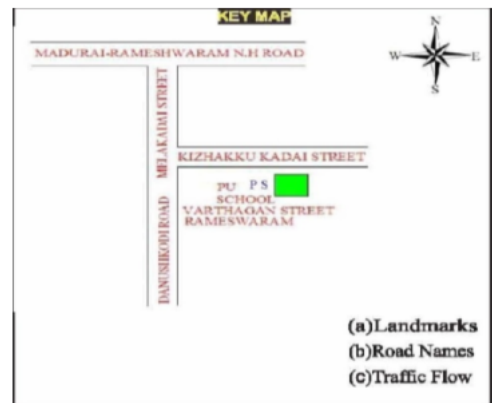 KEY MAP
N
MADURAI-RAMESHWARAM N.H ROAD
W
E
S
MELAKADAI STREET
KIZHAKKU KADAI STREET
PU P S
SCHOOL
VARTHAGAN STREET
RAMESWARAM
DANUSHKODI ROAD
(a)Landmarks
(b)Road Names
(c)Traffic Flow